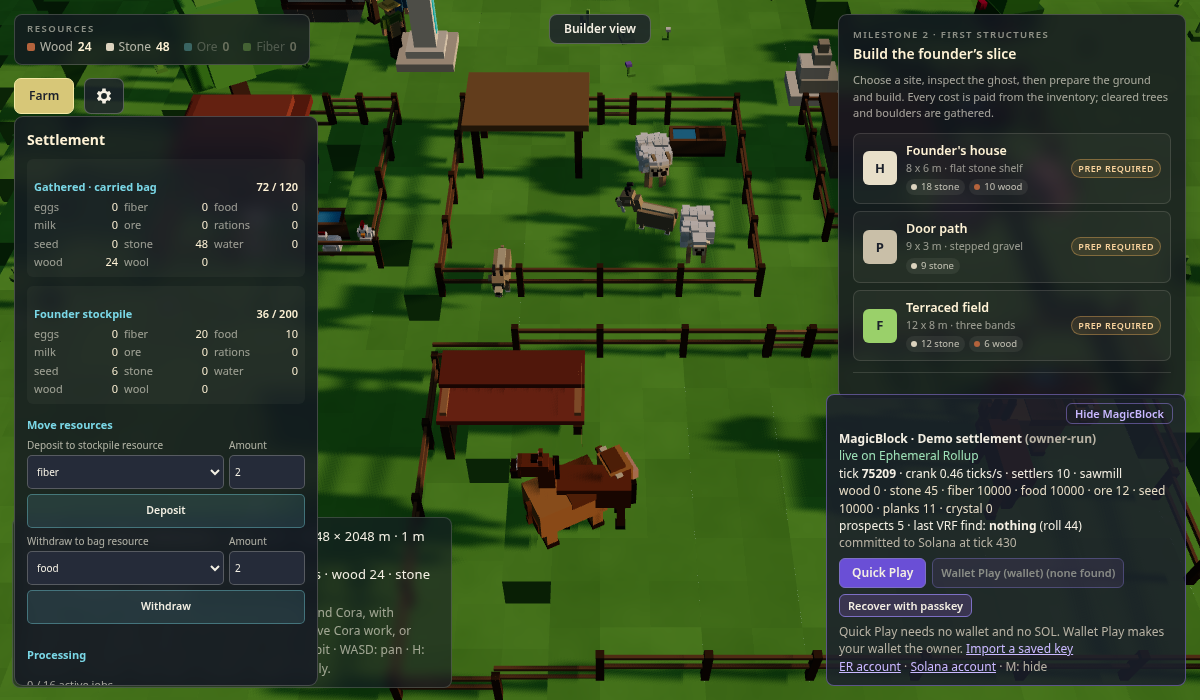 RESOURCES
Wood 24 Stone 48 Ore 0 Fiber 0
Builder view
Farm
Settlement
Gathered · carried bag 72 / 120
eggs 0 fiber 0 food 0
milk 0 ore 0 rations 0
seed 0 stone 48 water 0
wood 24 wool 0
Founder stockpile 36 / 200
eggs 0 fiber 20 food 10
milk 0 ore 0 rations 0
seed 6 stone 0 water 0
wood 0 wool 0
Move resources
Deposit to stockpile resource Amount
fiber 2
Deposit
Withdraw to bag resource Amount
food 2
Withdraw
Processing
0 / 16 active jobs
48 × 2048 m · 1 m
s · wood 24 · stone
nd Cora, with
ve Cora work, or
bit · WASD: pan · H:
ly.
MILESTONE 2 · FIRST STRUCTURES
Build the founder's slice
Choose a site, inspect the ghost, then prepare the ground
and build. Every cost is paid from the inventory; cleared trees
and boulders are gathered.
H
Founder's house
8 x 6 m · flat stone shelf
18 stone 10 wood
PREP REQUIRED
P
Door path
9 x 3 m · stepped gravel
9 stone
PREP REQUIRED
F
Terraced field
12 x 8 m · three bands
12 stone 6 wood
PREP REQUIRED
Hide MagicBlock
MagicBlock · Demo settlement (owner-run)
live on Ephemeral Rollup
tick 75209 · crank 0.46 ticks/s · settlers 10 · sawmill
wood 0 · stone 45 · fiber 10000 · food 10000 · ore 12 · seed
10000 · planks 11 · crystal 0
prospects 5 · last VRF find: nothing (roll 44)
committed to Solana at tick 430
Quick Play Wallet Play (wallet) (none found)
Recover with passkey
Quick Play needs no wallet and no SOL. Wallet Play makes
your wallet the owner. Import a saved key
ER account · Solana account · M: hide